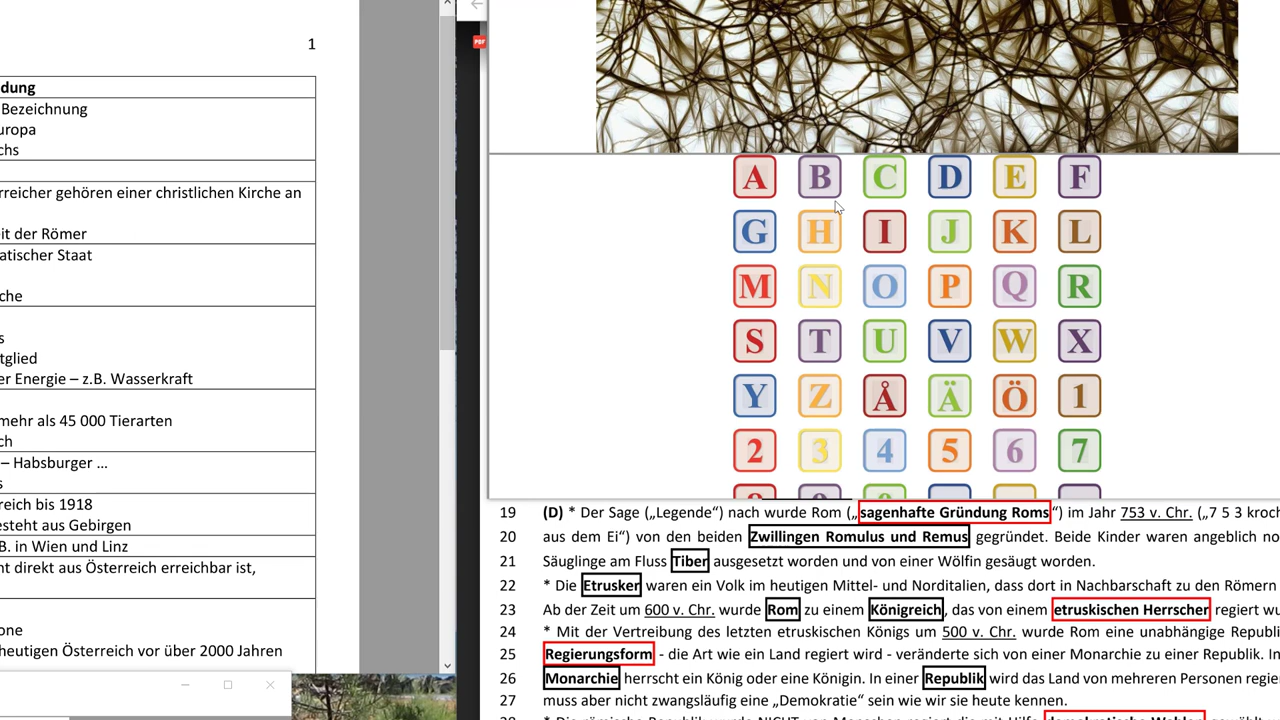 1
dung
Bezeichnung
uropa
chs
rreicher gehören einer christlichen Kirche an
it der Römer
atischer Staat
che
s
tglied
er Energie – z.B. Wasserkraft
mehr als 45 000 Tierarten
ch
– Habsburger ...
s
reich bis 1918
esteht aus Gebirgen
B. in Wien und Linz
nt direkt aus Österreich erreichbar ist,
one
heutigen Österreich vor über 2000 Jahren
PDF
A B C D E F
G H I J K L
M N O P Q R
S T U V W X
Y Z Å Ä Ö 1
2 3 4 5 6 7
19 (D) * Der Sage („Legende“) nach wurde Rom („sagenhafte Gründung Roms“) im Jahr 753 v. Chr. („7 5 3 kroch
20 aus dem Ei“) von den beiden Zwillingen Romulus und Remus gegründet. Beide Kinder waren angeblich no
21 Säuglinge am Fluss Tiber ausgesetzt worden und von einer Wölfin gesäugt worden.
22 * Die Etrusker waren ein Volk im heutigen Mittel- und Norditalien, dass dort in Nachbarschaft zu den Römern
23 Ab der Zeit um 600 v. Chr. wurde Rom zu einem Königreich, das von einem etruskischen Herrscher regiert wu
24 * Mit der Vertreibung des letzten etruskischen Königs um 500 v. Chr. wurde Rom eine unabhängige Republi
25 Regierungsform - die Art wie ein Land regiert wird - veränderte sich von einer Monarchie zu einer Republik. In
26 Monarchie herrscht ein König oder eine Königin. In einer Republik wird das Land von mehreren Personen regie
27 muss aber nicht zwangsläufig eine „Demokratie“ sein wie wir sie heute kennen.